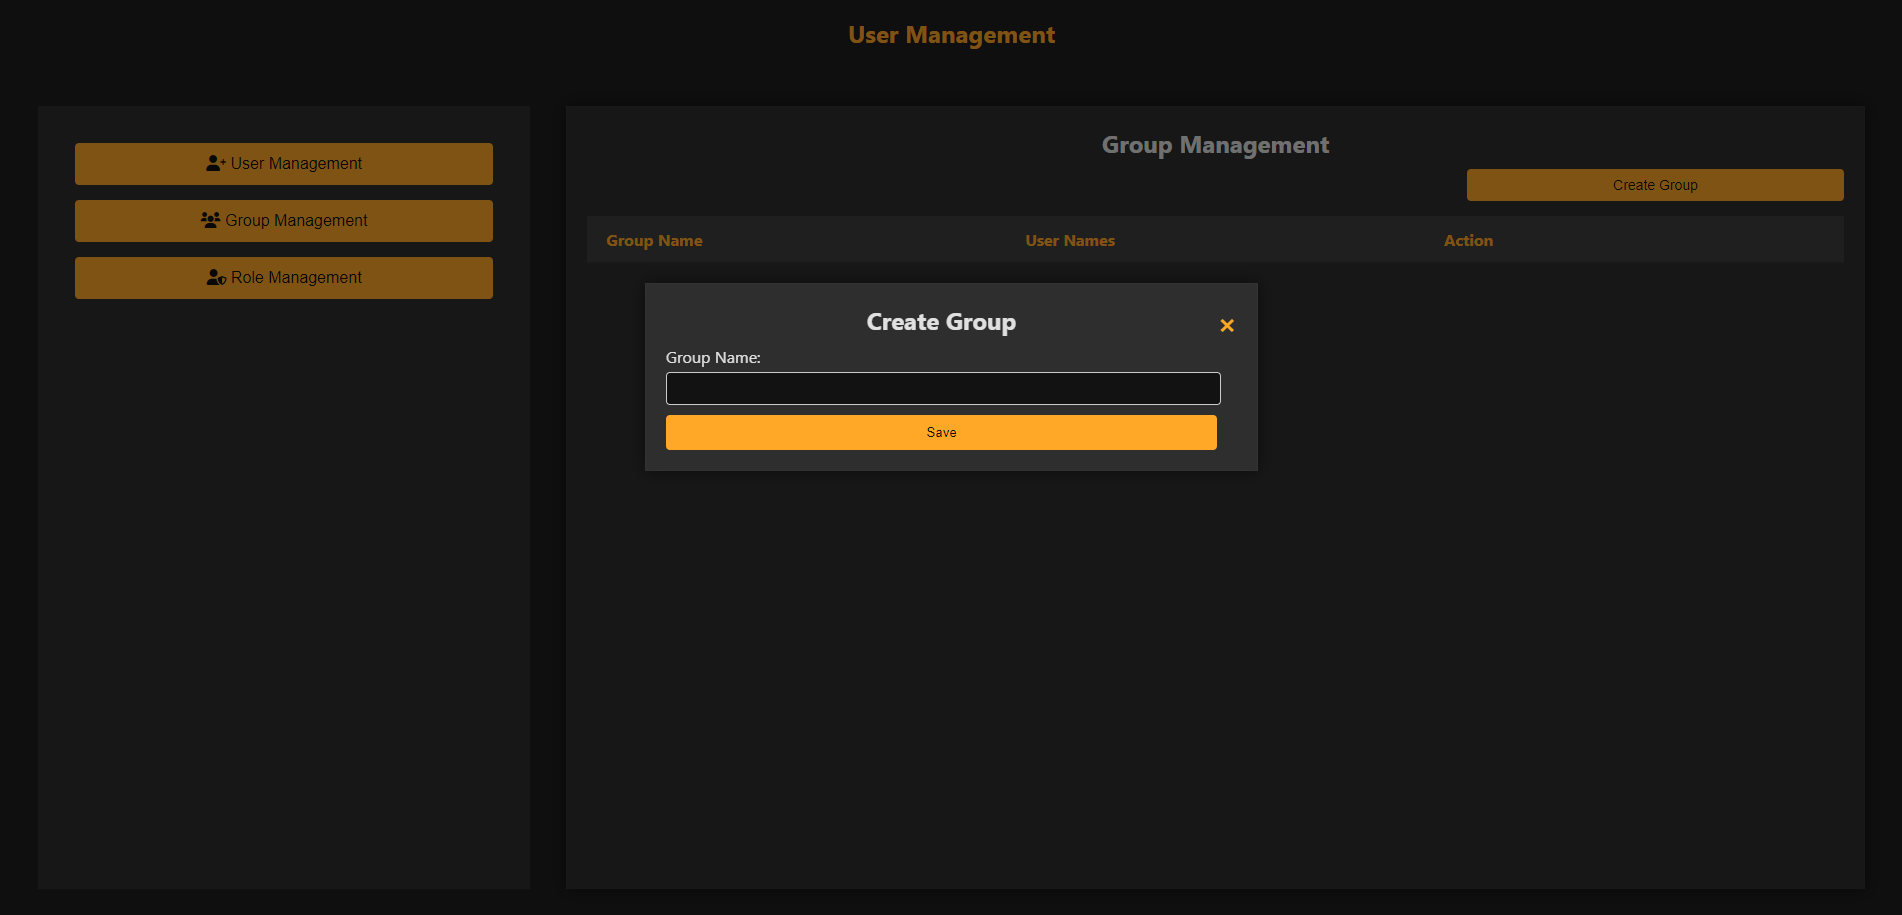 User Management
User Management
Group Management
Role Management
Group Management
Create Group
Group Name User Names Action
Create Group
Group Name:
Save